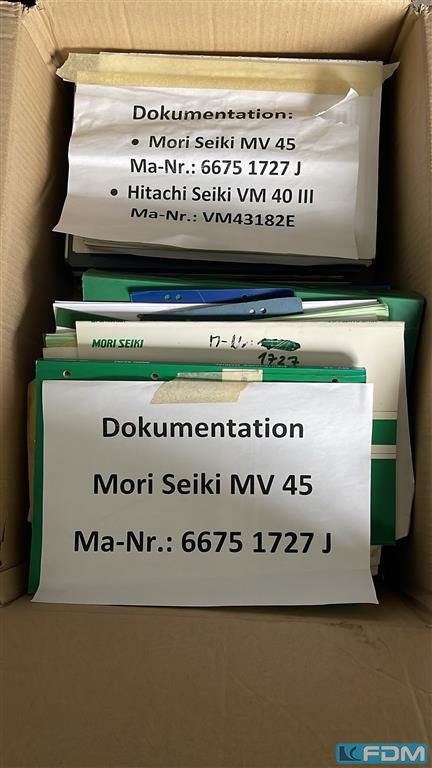 Dokumentation:
• Mori Seiki MV 45
Ma-Nr.: 6675 1727 J
• Hitachi Seiki VM 40 III
Ma-Nr.: VM43182E
MORI SEIKI
1727
Dokumentation
Mori Seiki MV 45
Ma-Nr.: 6675 1727 J
FDM